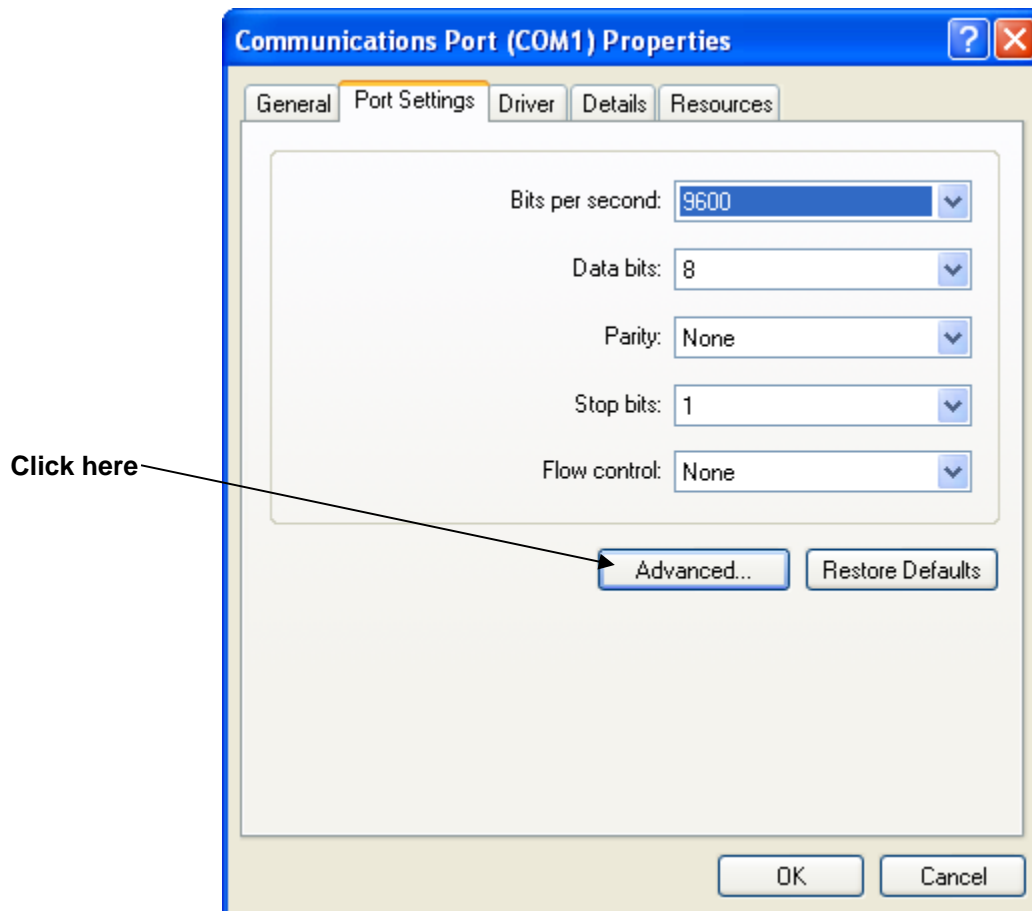 Communications Port (COM1) Properties
General Port Settings Driver Details Resources
Bits per second: 9600
Data bits: 8
Parity: None
Stop bits: 1
Flow control: None
Click here
Advanced... Restore Defaults
OK Cancel